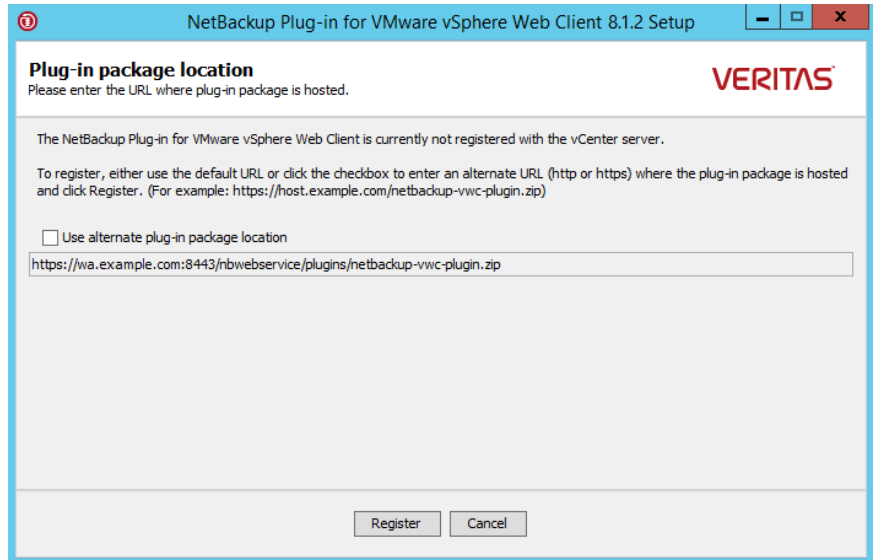 NetBackup Plug-in for VMware vSphere Web Client 8.1.2 Setup
Plug-in package location
Please enter the URL where plug-in package is hosted.
VERITAS
The NetBackup Plug-in for VMware vSphere Web Client is currently not registered with the vCenter server.
To register, either use the default URL or click the checkbox to enter an alternate URL (http or https) where the plug-in package is hosted
and click Register. (For example: https://host.example.com/netbackup-vwc-plugin.zip)
Use alternate plug-in package location
https://wa.example.com:8443/nbwebservice/plugins/netbackup-vwc-plugin.zip
Register Cancel